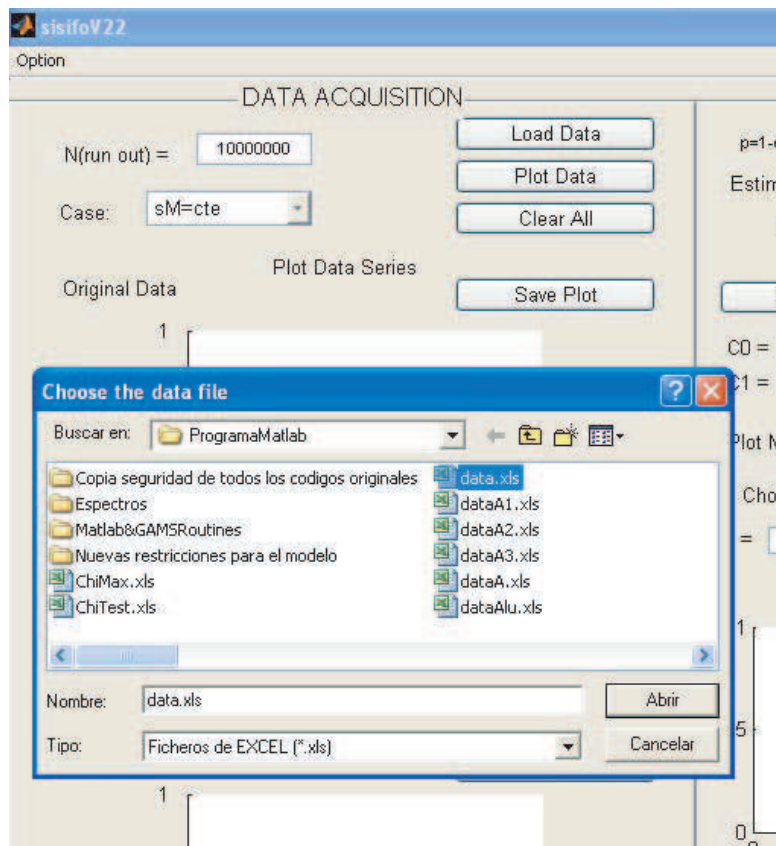 sisifoV22
Option
DATA ACQUISITION
N(run out) = 10000000
Load Data
Plot Data
Case: sM=cte
Clear All
Plot Data Series
Original Data
Save Plot
1
p=1-
Estim
C0 =
C1 =
Plot N
Cho
=
1
5
0
0
Choose the data file
Buscar en: ProgramaMatlab
Copia seguridad de todos los codigos originales
Espectros
Matlab&GAMSRoutines
Nuevas restricciones para el modelo
ChiMax.xls
ChiTest.xls
data.xls
dataA1.xls
dataA2.xls
dataA3.xls
dataA.xls
dataAlu.xls
Nombre: data.xls
Abrir
Tipo: Ficheros de EXCEL (*.xls)
Cancelar
1